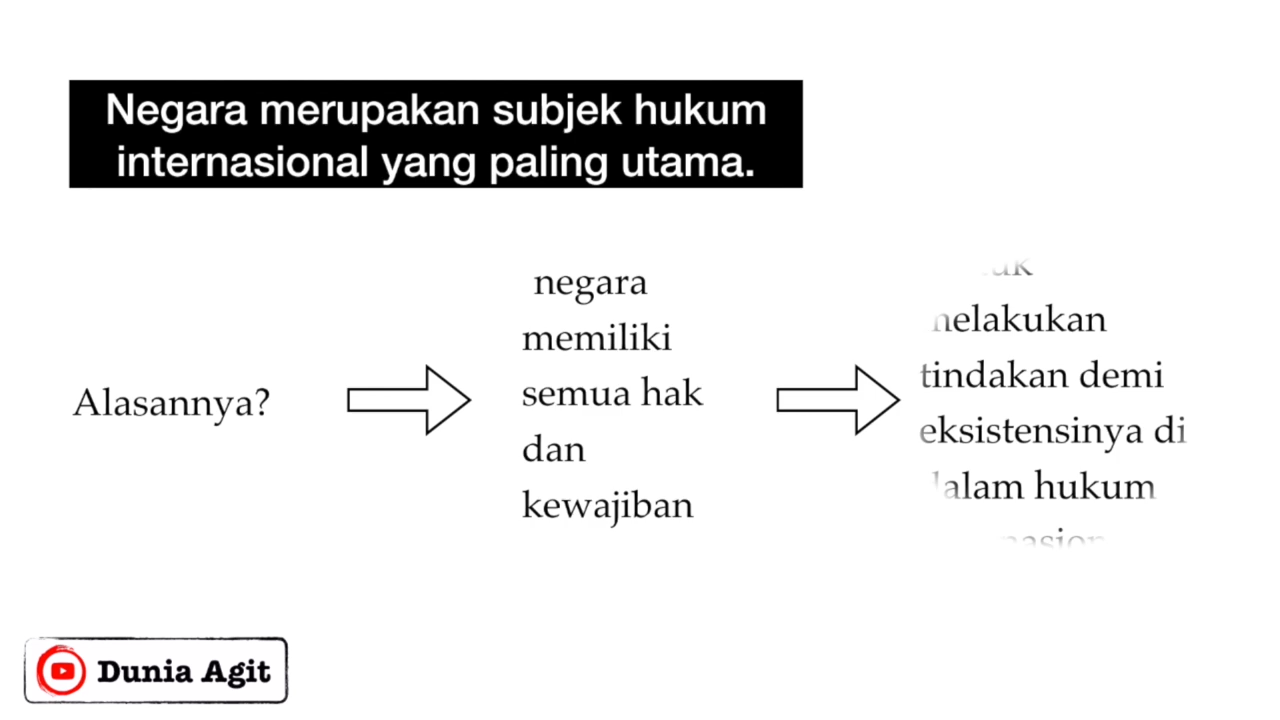 Negara merupakan subjek hukum
internasional yang paling utama.
Alasannya?
negara
memiliki
semua hak
dan
kewajiban
melakukan
tindakan demi
eksistensinya di
dalam hukum
Dunia Agit